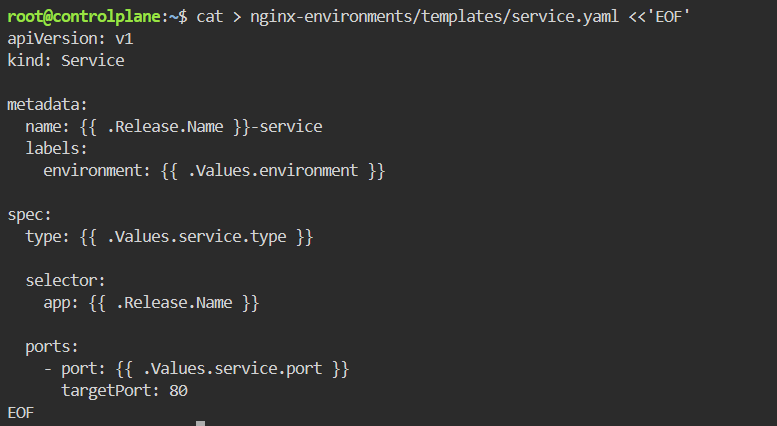 root@controlplane:~$ cat > nginx-environments/templates/service.yaml <<'EOF'
apiVersion: v1
kind: Service

metadata:
  name: {{ .Release.Name }}-service
  labels:
    environment: {{ .Values.environment }}

spec:
  type: {{ .Values.service.type }}

  selector:
    app: {{ .Release.Name }}

  ports:
    - port: {{ .Values.service.port }}
      targetPort: 80
EOF